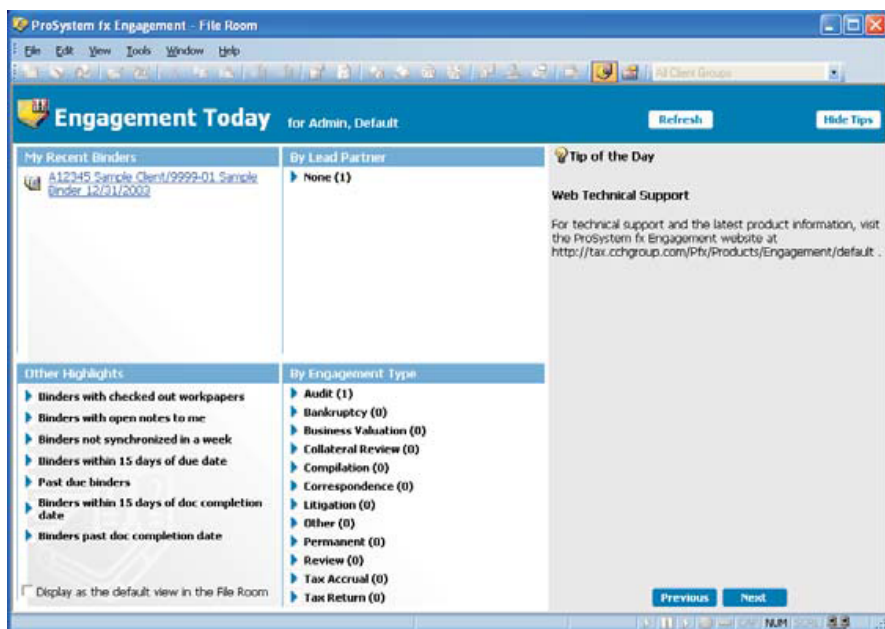 ProSystem fx Engagement - File Room
File Edit View Tools Window Help
All Client Groups
Engagement Today for Admin, Default
Refresh
Hide Tips
My Recent Binders
A12345 Sample Client/9999-01 Sample
Binder 12/31/2003
By Lead Partner
None (1)
Tip of the Day
Web Technical Support
For technical support and the latest product information, visit
the ProSystem fx Engagement website at
http://tax.cchgroup.com/Pfx/Products/Engagement/default .
Other Highlights
Binders with checked out workpapers
Binders with open notes to me
Binders not synchronized in a week
Binders within 15 days of due date
Past due binders
Binders within 15 days of doc completion
date
Binders past doc completion date
Display as the default view in the File Room
By Engagement Type
Audit (1)
Bankruptcy (0)
Business Valuation (0)
Collateral Review (0)
Compilation (0)
Correspondence (0)
Litigation (0)
Other (0)
Permanent (0)
Review (0)
Tax Accrual (0)
Tax Return (0)
Previous
Next
CAP NUM SCRL